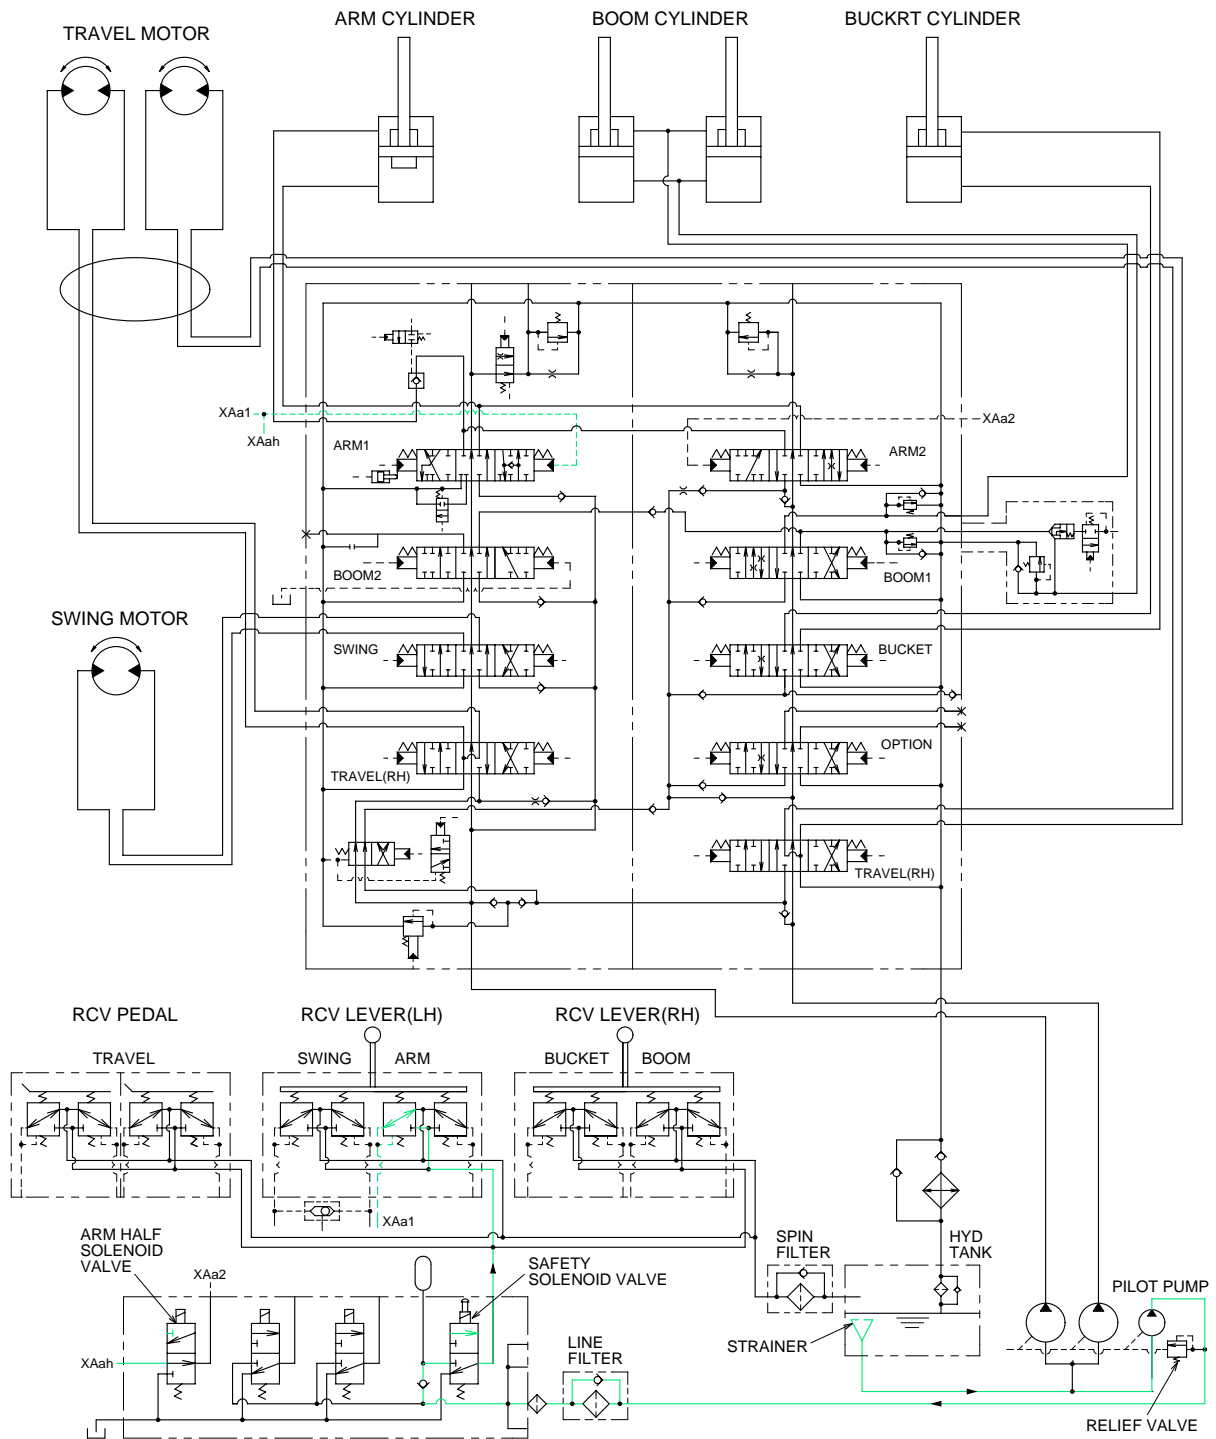 ARM CYLINDER
BOOM CYLINDER
BUCKRT CYLINDER
TRAVEL MOTOR
XAa1
XAah
XAa2
ARM1
ARM2
BOOM2
BOOM1
SWING MOTOR
SWING
BUCKET
OPTION
TRAVEL(RH)
TRAVEL(RH)
RCV PEDAL
RCV LEVER(LH)
RCV LEVER(RH)
TRAVEL
SWING
ARM
BUCKET
BOOM
XAa1
ARM HALF
SOLENOID
VALVE
XAa2
SAFETY
SOLENOID VALVE
SPIN
FILTER
HYD
TANK
PILOT PUMP
STRAINER
LINE
FILTER
XAah
RELIEF VALVE